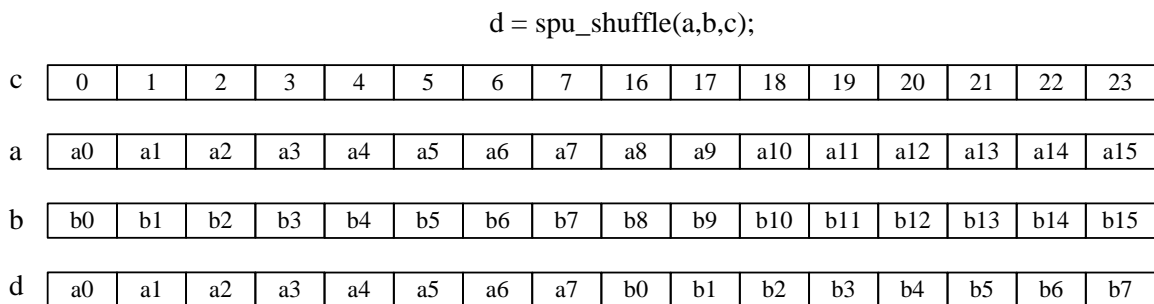 d = spu_shuffle(a,b,c);
c 0 1 2 3 4 5 6 7 16 17 18 19 20 21 22 23
a a0 a1 a2 a3 a4 a5 a6 a7 a8 a9 a10 a11 a12 a13 a14 a15
b b0 b1 b2 b3 b4 b5 b6 b7 b8 b9 b10 b11 b12 b13 b14 b15
d a0 a1 a2 a3 a4 a5 a6 a7 b0 b1 b2 b3 b4 b5 b6 b7